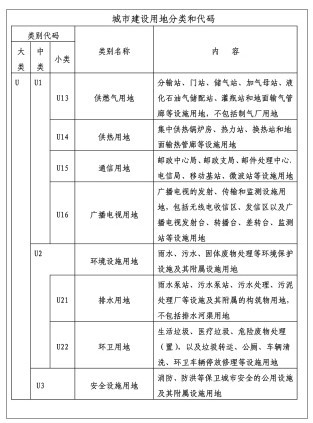 城市建设用地分类和代码
类别代码
类别名称
内 容
大类
中类
小类
U
U1
U13
供燃气用地
分输站、门站、储气站、加气母站、液
化石油气储配站、灌瓶站和地面输气管
廊等设施用地，不包括制气厂用地
U14
供热用地
集中供热锅炉房、热力站、换热站和地
面输热管廊等设施用地
U15
通信用地
邮政中心局、邮政支局、邮件处理中心、
电信局、移动基站、微波站等设施用地
U16
广播电视用地
广播电视的发射、传输和监测设施用
地，包括无线电收信区、发信区以及广
播电视发射台、转播台、差转台、监测
站等设施用地
U2
环境设施用地
雨水、污水、固体废物处理等环境保护
设施及其附属设施用地
U21
排水用地
雨水泵站、污水泵站、污水处理、污泥
处理厂等设施及其附属的构筑物用地，
不包括排水河渠用地
U22
环卫用地
生活垃圾、医疗垃圾、危险废物处理
（置），以及垃圾转运、公厕、车辆清
洗、环卫车辆停放修理等设施用地
U3
安全设施用地
消防、防洪等保卫城市安全的公用设施
及其附属设施用地